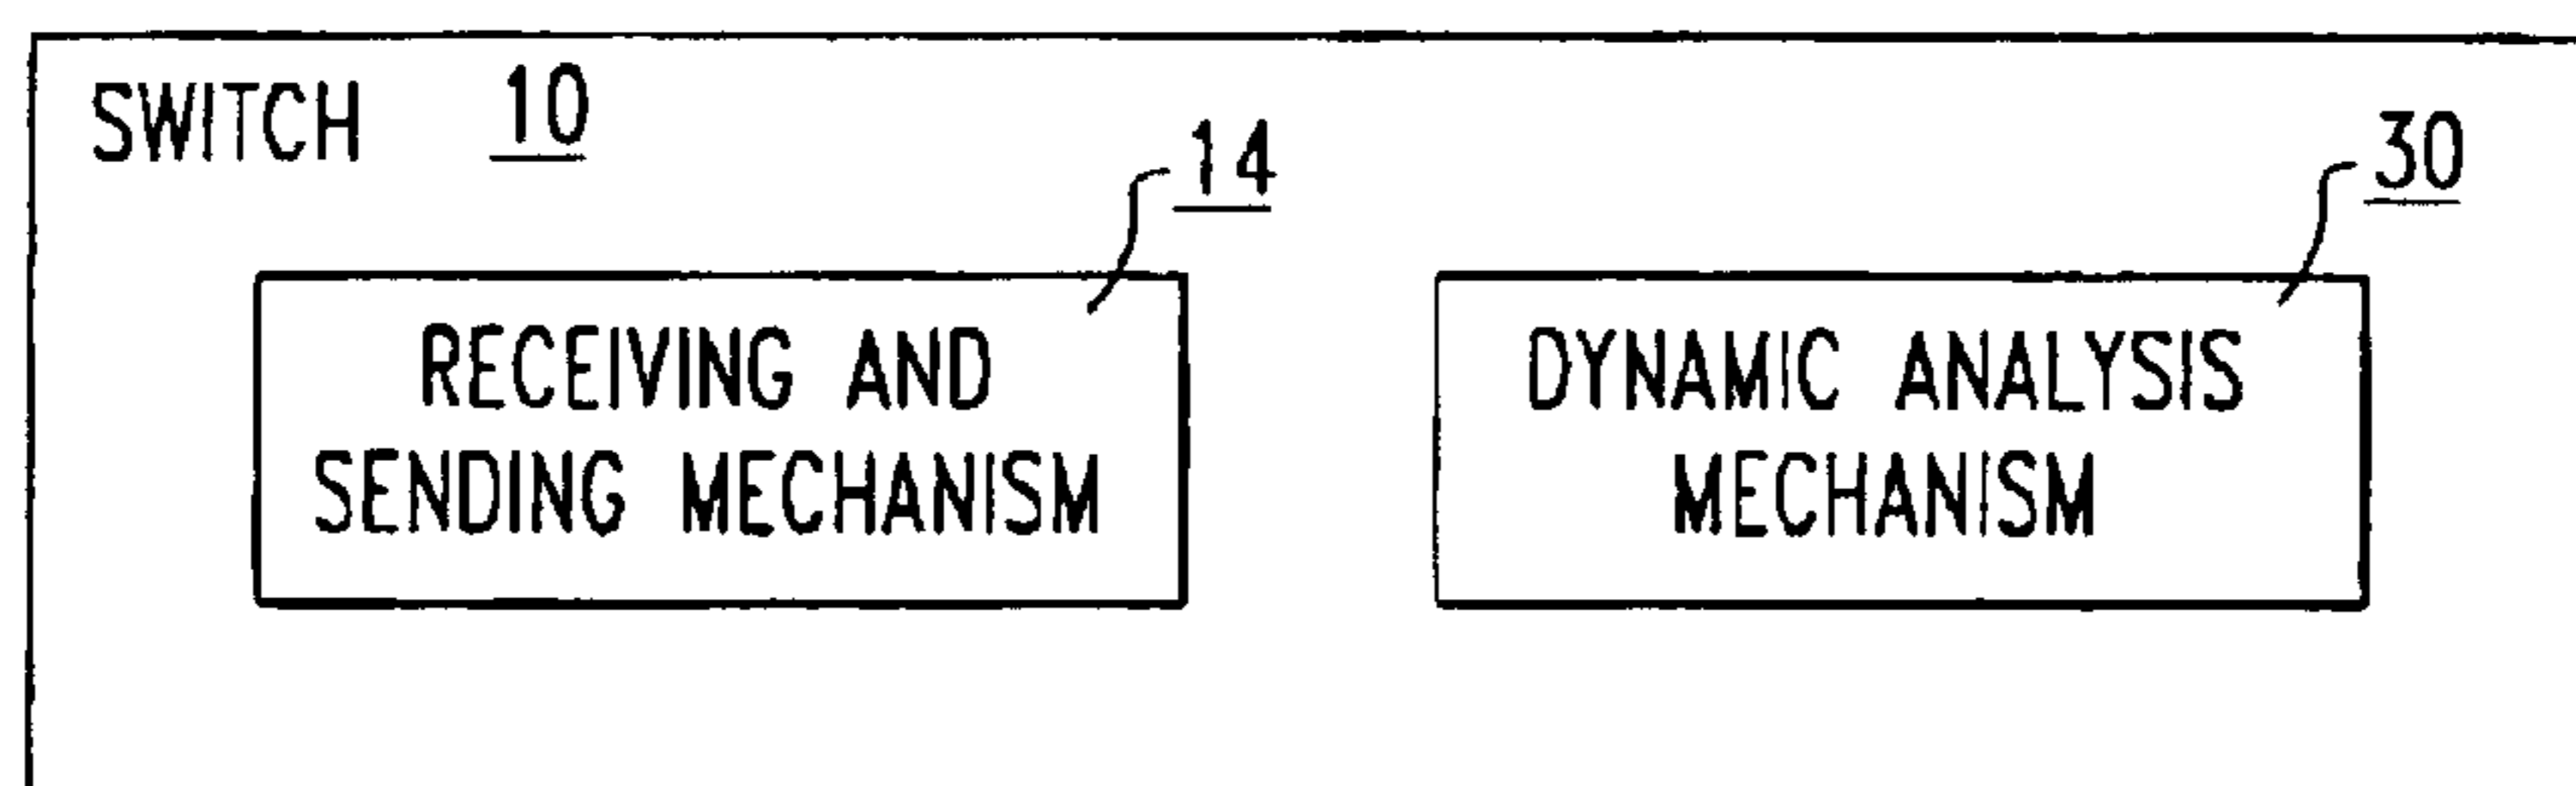 SWITCH 10
14
30
RECEIVING AND
SENDING MECHANISM
DYNAMIC ANALYSIS
MECHANISM